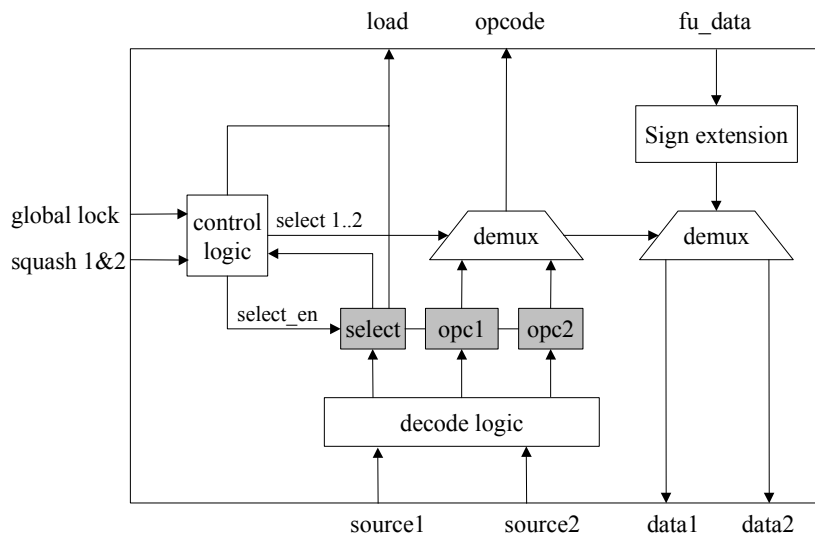 load
opcode
fu_data
Sign extension
global lock
squash 1&2
control
logic
select 1..2
demux
demux
select_en
select
opc1
opc2
decode logic
source1
source2
data1
data2